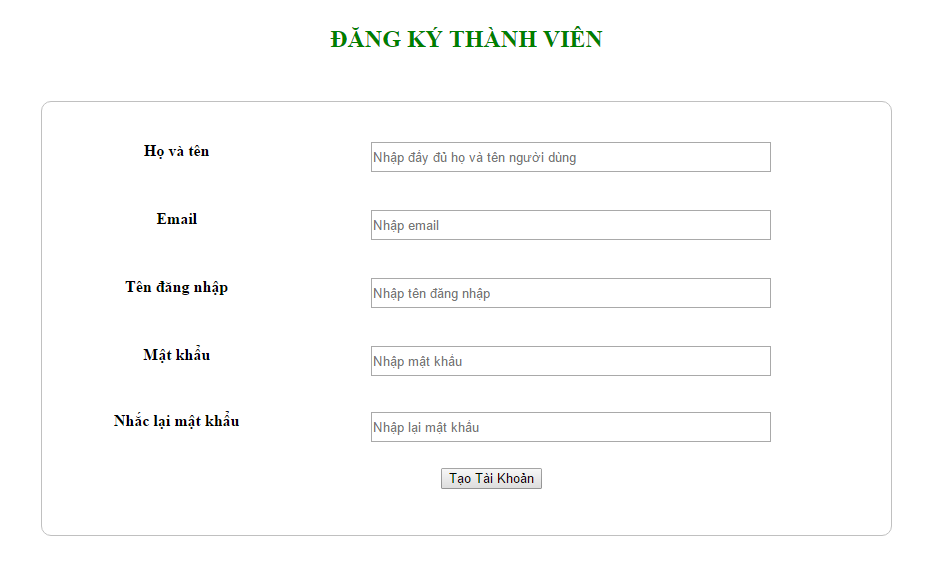 ĐĂNG KÝ THÀNH VIÊN
Họ và tên
Nhập đầy đủ họ và tên người dùng
Email
Nhập email
Tên đăng nhập
Nhập tên đăng nhập
Mật khẩu
Nhập mật khẩu
Nhắc lại mật khẩu
Nhập lại mật khẩu
Tạo Tài Khoản